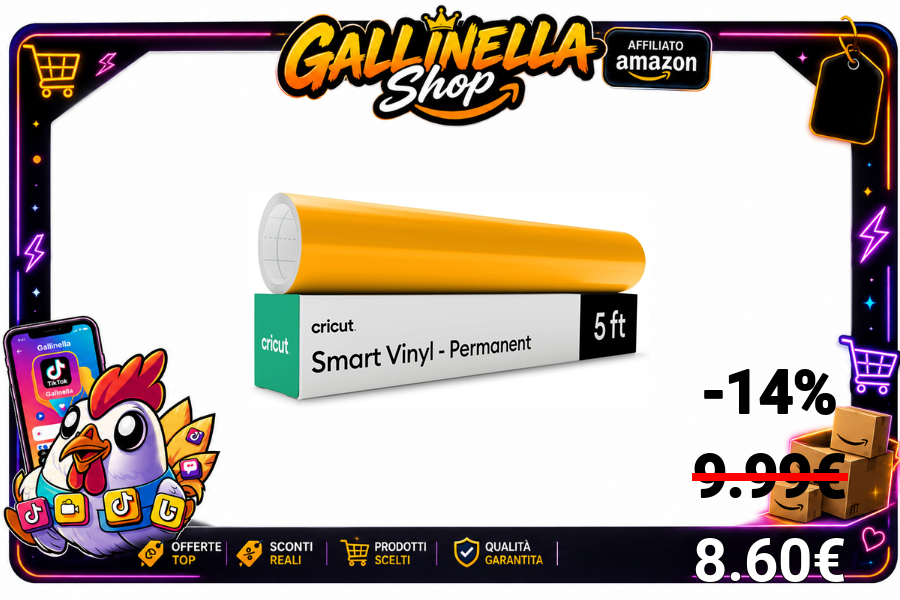 GALLINELLA
Shop
AFFILIATO
amazon
cricut
cricut
Smart Vinyl - Permanent
5 ft
Gallinella
TikTok
Gallinella
-14%
9.99€
8.60€
OFFERTE
TOP
SCONTI
REALI
PRODOTTI
SCELTI
QUALITÀ
GARANTITA